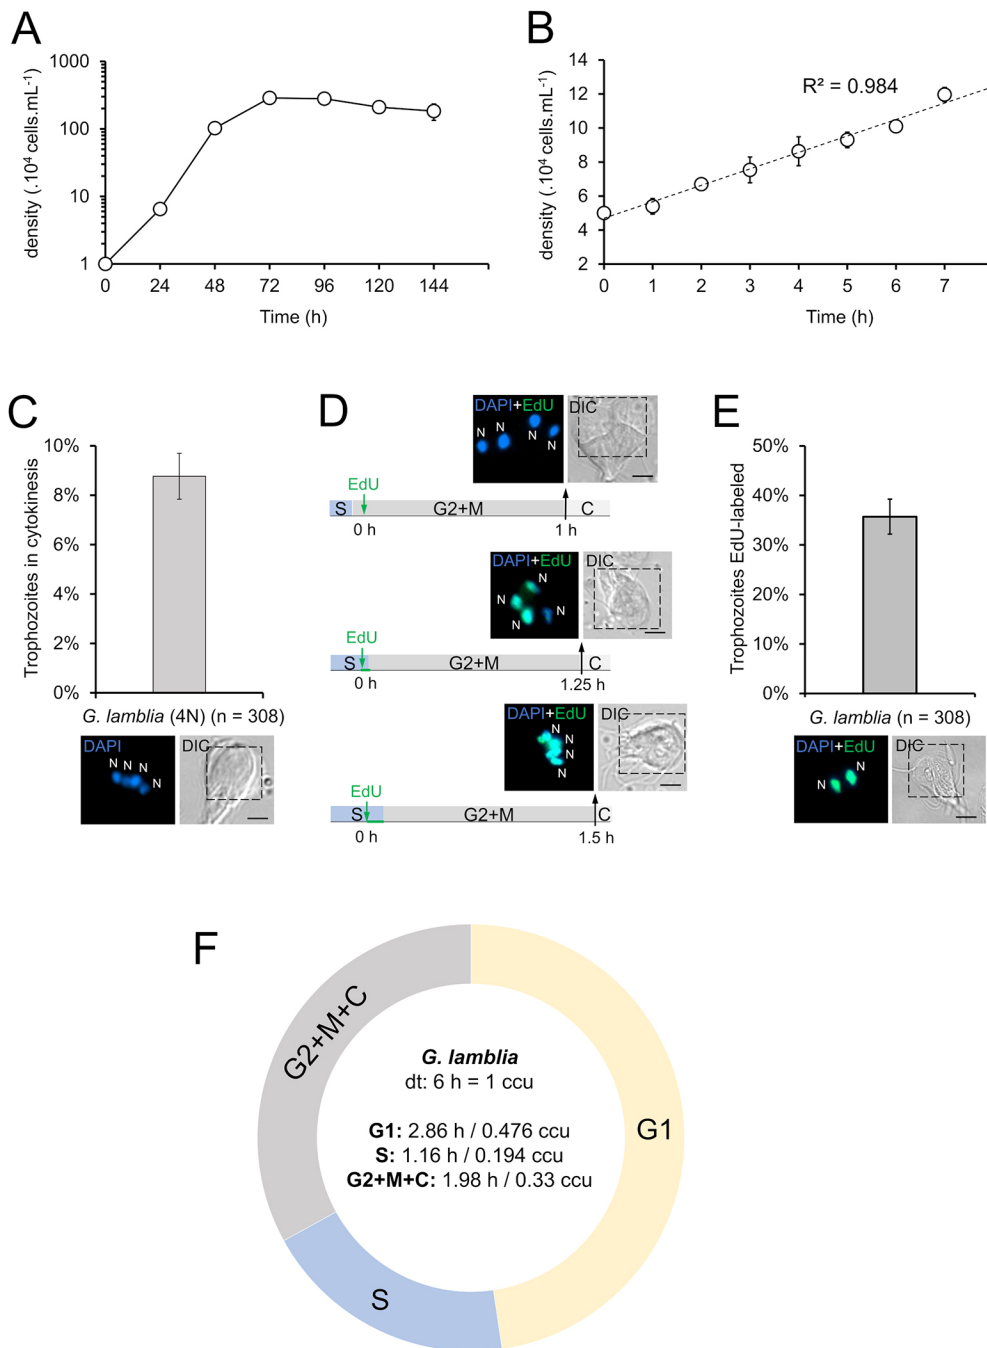 A
density (.10⁴ cells.mL⁻¹)
1000
100
10
1
0 24 48 72 96 120 144
Time (h)
B
density (.10⁴ cells.mL⁻¹)
14
12
10
8
6
4
2
R² = 0.984
0 1 2 3 4 5 6 7
Time (h)
C
Trophozoites in cytokinesis
10%
8%
6%
4%
2%
0%
G. lamblia (4N) (n = 308)
DAPI
N N N N
DIC
D
DAPI+EdU
N N N N
DIC
EdU
S G2+M C
0 h 1 h
DAPI+EdU
N N N N
DIC
EdU
S G2+M C
0 h 1.25 h
DAPI+EdU
N N N N
DIC
EdU
S G2+M C
0 h 1.5 h
E
Trophozoites EdU-labeled
50%
40%
30%
20%
10%
0%
G. lamblia (n = 308)
DAPI+EdU
N N
DIC
F
G2+M+C
G1
S
G. lamblia
dt: 6 h = 1 ccu
G1: 2.86 h / 0.476 ccu
S: 1.16 h / 0.194 ccu
G2+M+C: 1.98 h / 0.33 ccu